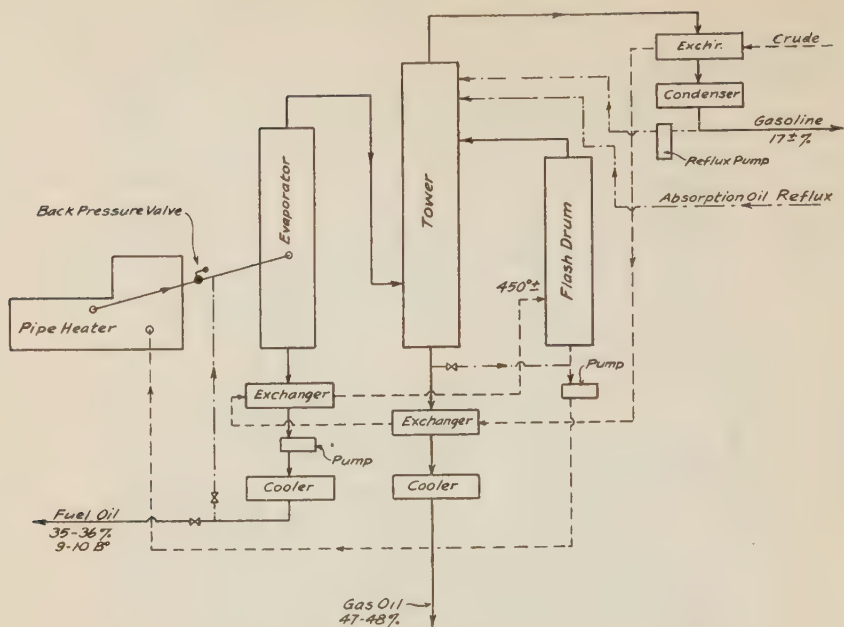 Exch'r.
Crude
Condenser
Gasoline
17±%
Reflux Pump
Absorption Oil Reflux
Back Pressure Valve
Evaporator
Tower
Flash Drum
450°±
Pipe Heater
Pump
Exchanger
Exchanger
Pump
Cooler
Cooler
Fuel Oil
35-36%
9-10 B°
Gas Oil
47-48%